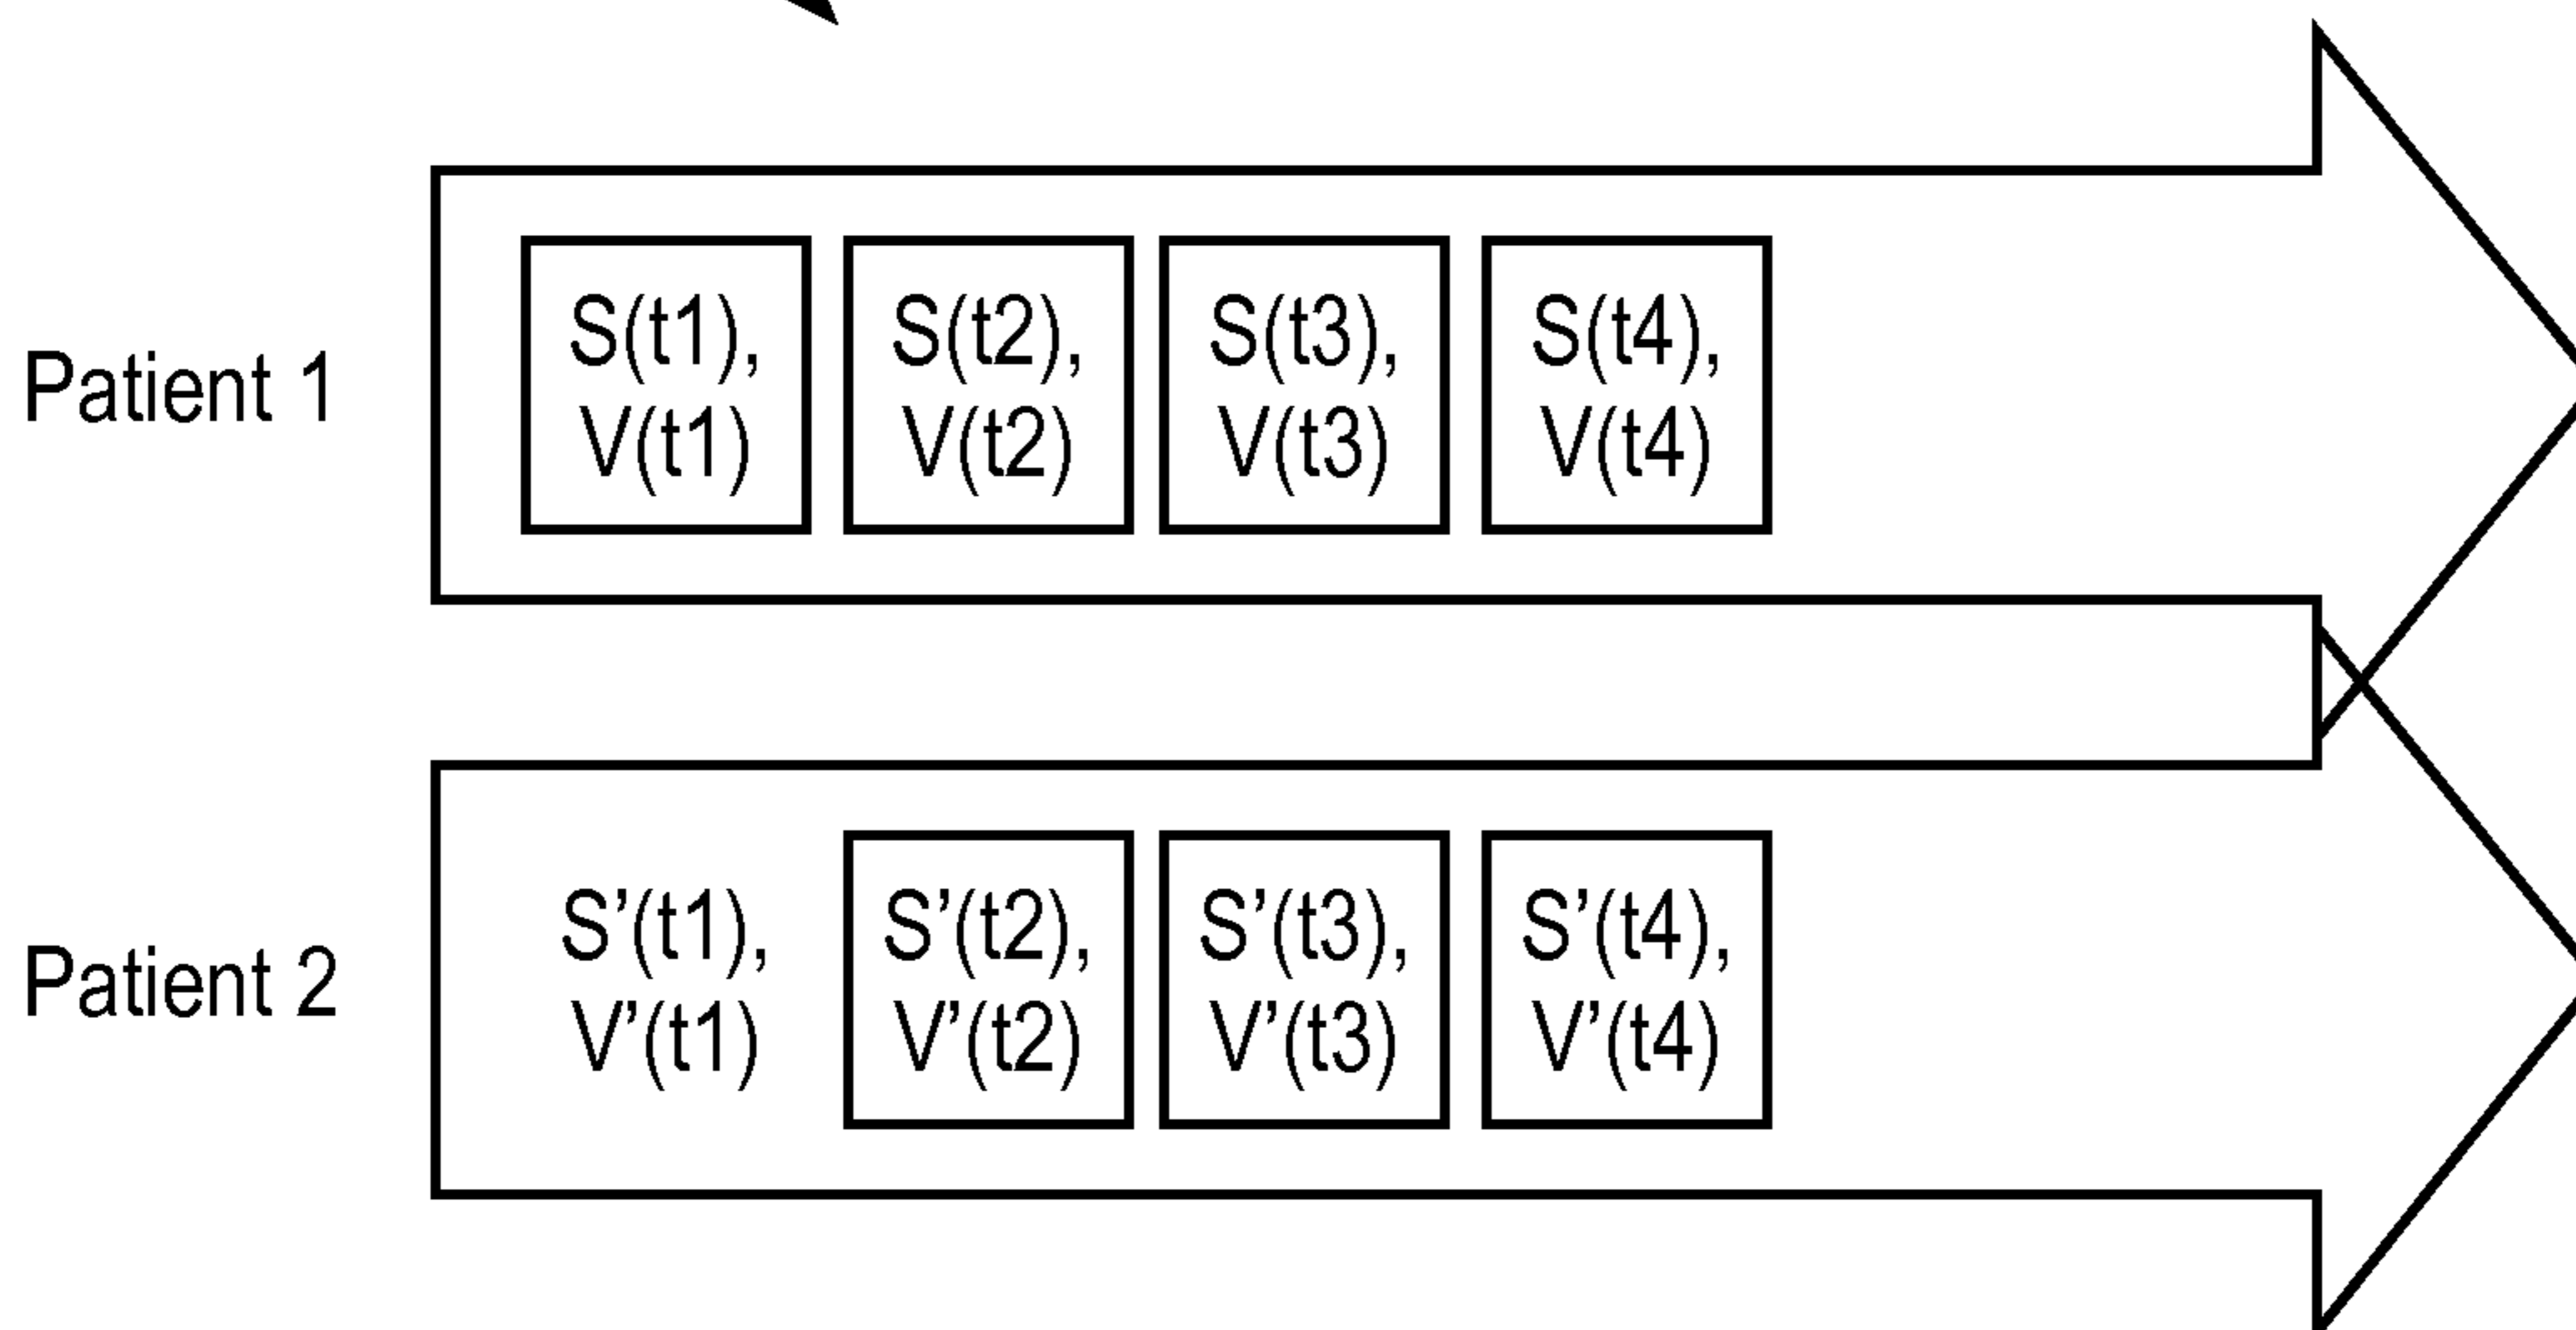 Patient 1
S(t1),
V(t1)
S(t2),
V(t2)
S(t3),
V(t3)
S(t4),
V(t4)
Patient 2
S’(t1),
V’(t1)
S’(t2),
V’(t2)
S’(t3),
V’(t3)
S’(t4),
V’(t4)